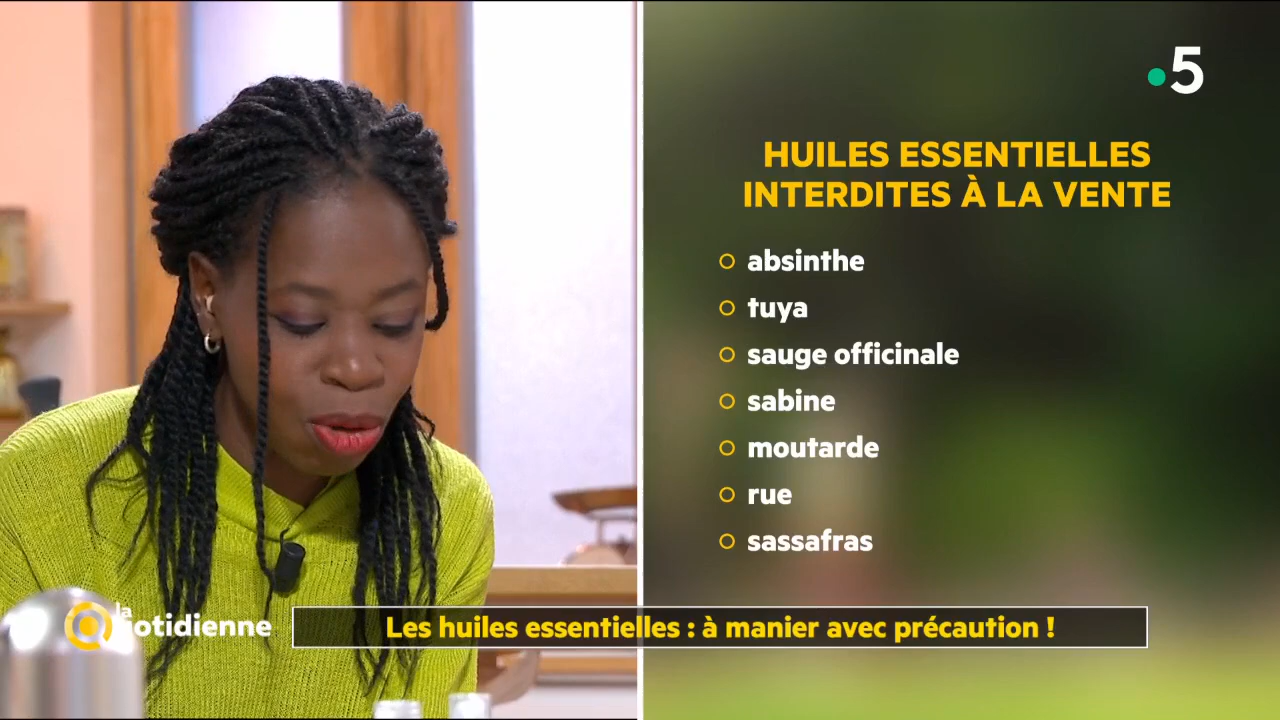 5
HUILES ESSENTIELLES
INTERDITES À LA VENTE
absinthe
tuya
sauge officinale
sabine
moutarde
rue
sassafras
la
Quotidienne
Les huiles essentielles : à manier avec précaution !